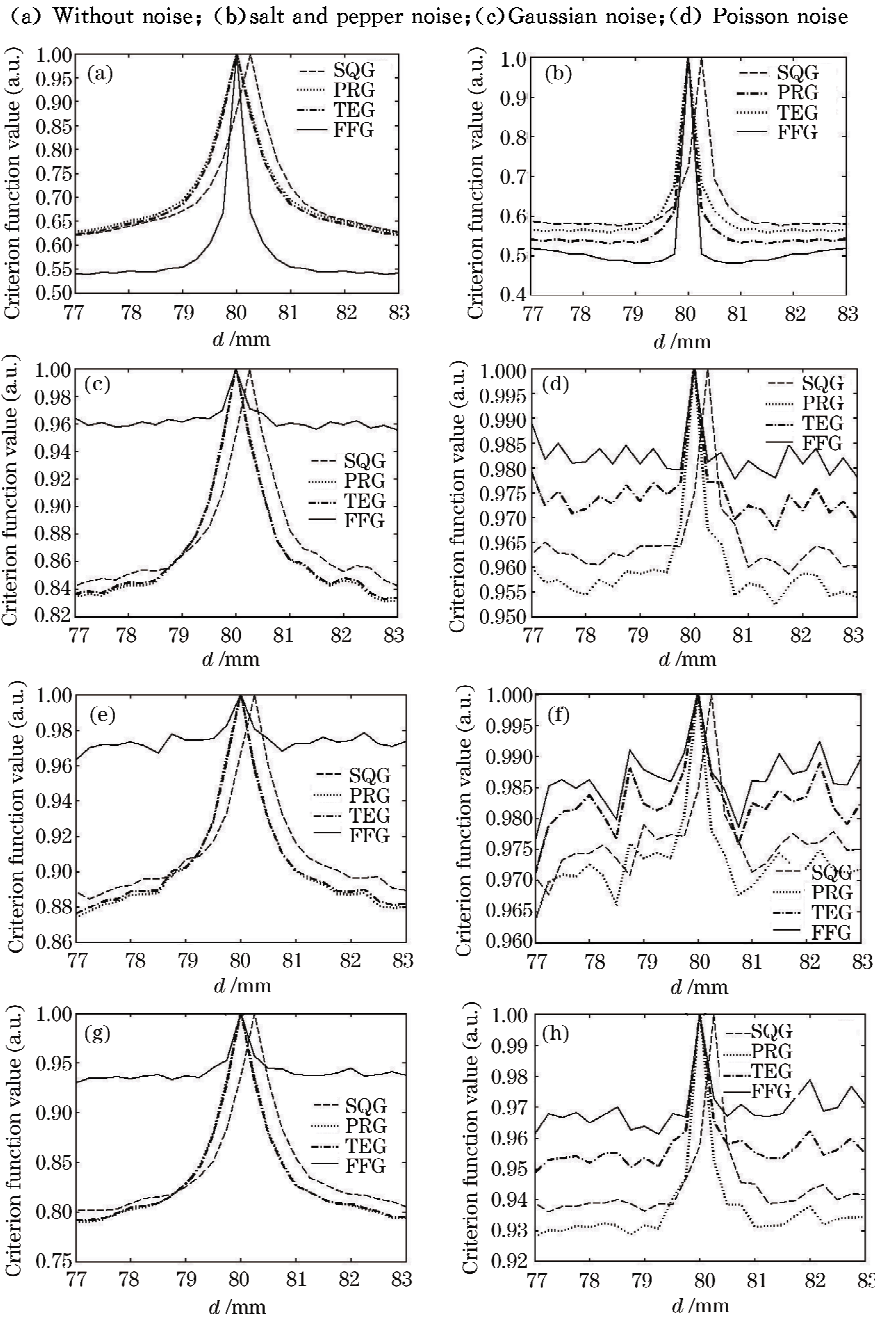 (a) Without noise; (b)salt and pepper noise;(c)Gaussian noise;(d) Poisson noise
Criterion function value (a.u.)
1.00
0.95
0.90
0.85
0.80
0.75
0.70
0.65
0.60
0.55
0.50
(a)
SQG
PRG
TEG
FFG
77 78 79 80 81 82 83
d /mm
Criterion function value (a.u.)
1.0
0.9
0.8
0.7
0.6
0.5
0.4
(b)
SQG
PRG
TEG
FFG
77 78 79 80 81 82 83
d /mm
Criterion function value (a.u.)
1.00
0.98
0.96
0.94
0.92
0.90
0.88
0.86
0.84
0.82
(c)
SQG
PRG
TEG
FFG
77 78 79 80 81 82 83
d /mm
Criterion function value (a.u.)
1.000
0.995
0.990
0.985
0.980
0.975
0.970
0.965
0.960
0.955
0.950
(d)
SQG
PRG
TEG
FFG
77 78 79 80 81 82 83
d /mm
Criterion function value (a.u.)
1.00
0.98
0.96
0.94
0.92
0.90
0.88
0.86
(e)
SQG
PRG
TEG
FFG
77 78 79 80 81 82 83
d /mm
Criterion function value (a.u.)
1.000
0.995
0.990
0.985
0.980
0.975
0.970
0.965
0.960
(f)
SQG
PRG
TEG
FFG
77 78 79 80 81 82 83
d /mm
Criterion function value (a.u.)
1.00
0.95
0.90
0.85
0.80
0.75
(g)
SQG
PRG
TEG
FFG
77 78 79 80 81 82 83
d /mm
Criterion function value (a.u.)
1.00
0.99
0.98
0.97
0.96
0.95
0.94
0.93
0.92
(h)
SQG
PRG
TEG
FFG
77 78 79 80 81 82 83
d /mm